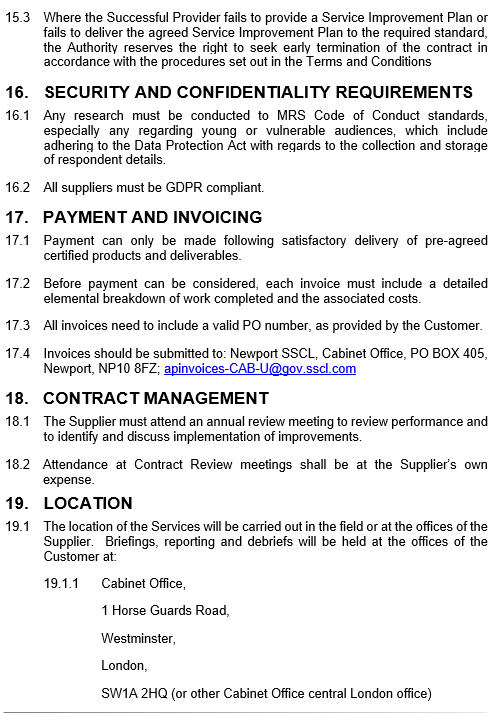 15.3 Where the Successful Provider fails to provide a Service Improvement Plan or
fails to deliver the agreed Service Improvement Plan to the required standard,
the Authority reserves the right to seek early termination of the contract in
accordance with the procedures set out in the Terms and Conditions
16. SECURITY AND CONFIDENTIALITY REQUIREMENTS
16.1 Any research must be conducted to MRS Code of Conduct standards,
especially any regarding young or vulnerable audiences, which include
adhering to the Data Protection Act with regards to the collection and storage
of respondent details.
16.2 All suppliers must be GDPR compliant.
17. PAYMENT AND INVOICING
17.1 Payment can only be made following satisfactory delivery of pre-agreed
certified products and deliverables.
17.2 Before payment can be considered, each invoice must include a detailed
elemental breakdown of work completed and the associated costs.
17.3 All invoices need to include a valid PO number, as provided by the Customer.
17.4 Invoices should be submitted to: Newport SSCL, Cabinet Office, PO BOX 405,
Newport, NP10 8FZ; apinvoices-CAB-U@gov.sscl.com
18. CONTRACT MANAGEMENT
18.1 The Supplier must attend an annual review meeting to review performance and
to identify and discuss implementation of improvements.
18.2 Attendance at Contract Review meetings shall be at the Supplier's own
expense.
19. LOCATION
19.1 The location of the Services will be carried out in the field or at the offices of the
Supplier. Briefings, reporting and debriefs will be held at the offices of the
Customer at:
19.1.1 Cabinet Office,
1 Horse Guards Road,
Westminster,
London,
SW1A 2HQ (or other Cabinet Office central London office)